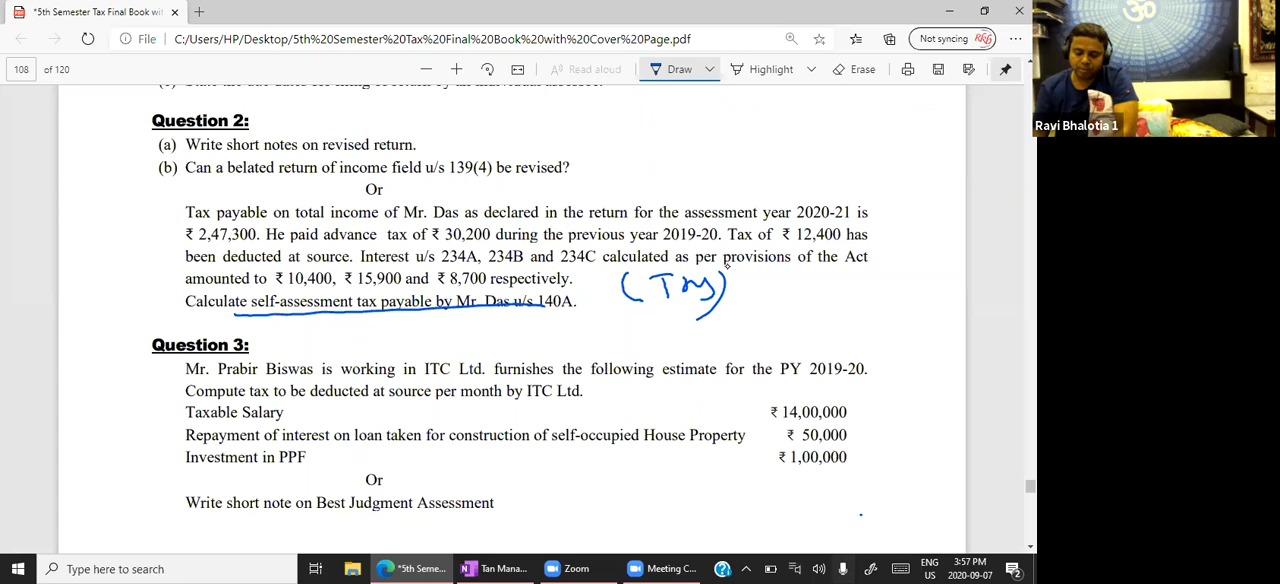 *5th Semester Tax Final Book wit
File C:/Users/HP/Desktop/5th%20Semester%20Tax%20Final%20Book%20with%20Cover%20Page.pdf
Not syncing
108 of 120
Read aloud Draw Highlight Erase
Ravi Bhalotia 1
Question 2:
(a) Write short notes on revised return.
(b) Can a belated return of income field u/s 139(4) be revised?
Or
Tax payable on total income of Mr. Das as declared in the return for the assessment year 2020-21 is
₹ 2,47,300. He paid advance tax of ₹ 30,200 during the previous year 2019-20. Tax of ₹ 12,400 has
been deducted at source. Interest u/s 234A, 234B and 234C calculated as per provisions of the Act
amounted to ₹ 10,400, ₹ 15,900 and ₹ 8,700 respectively.
Calculate self-assessment tax payable by Mr. Das u/s 140A.
Question 3:
Mr. Prabir Biswas is working in ITC Ltd. furnishes the following estimate for the PY 2019-20.
Compute tax to be deducted at source per month by ITC Ltd.
Taxable Salary ₹ 14,00,000
Repayment of interest on loan taken for construction of self-occupied House Property ₹ 50,000
Investment in PPF ₹ 1,00,000
Or
Write short note on Best Judgment Assessment
Type here to search
*5th Seme...
Tan Mana...
Zoom
Meeting C...
ENG
US
3:57 PM
2020-09-07
2